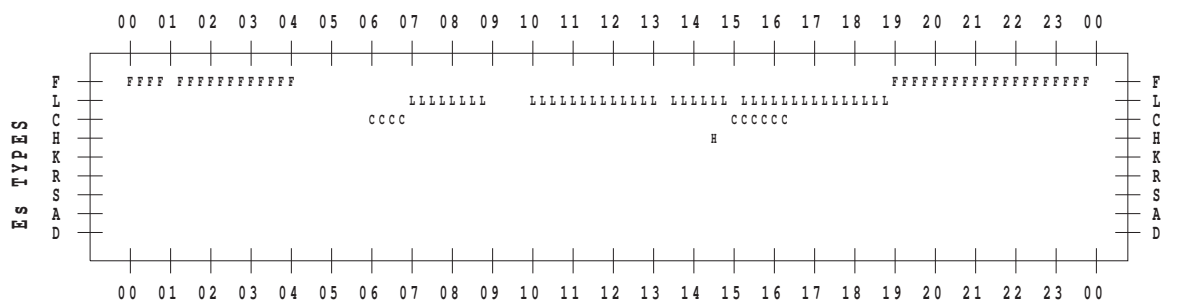 00 01 02 03 04 05 06 07 08 09 10 11 12 13 14 15 16 17 18 19 20 21 22 23 00
Es TYPES
F FFFF FFFFFFFFFFFF FFFFFFFFFFFFFFFFFFFF F
L LLLLLLLL LLLLLLLLLLLLL LLLLLL LLLLLLLLLLLLLLL L
C CCCC CCCCCC C
H H H
K K
R R
S S
A A
D D
00 01 02 03 04 05 06 07 08 09 10 11 12 13 14 15 16 17 18 19 20 21 22 23 00